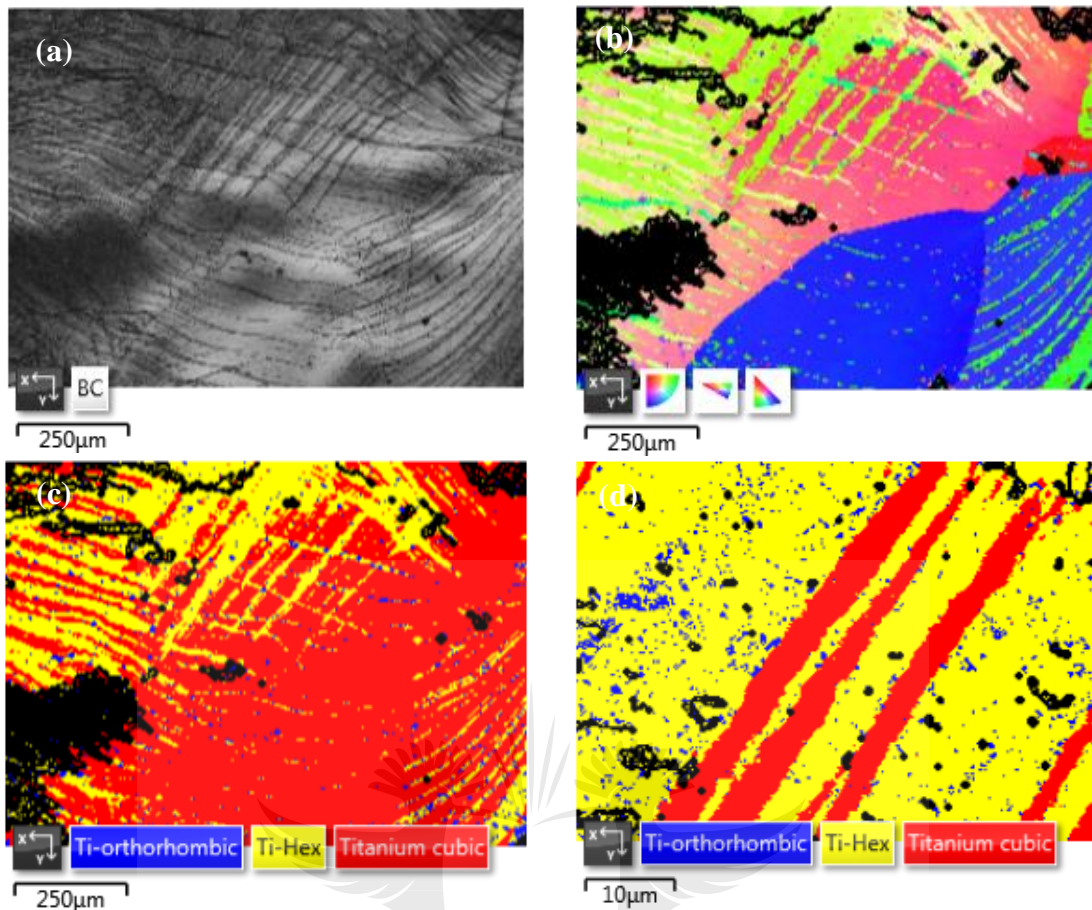 (a)
X Y BC
250µm
(b)
X Y
250µm
(c)
X Y Ti-orthorhombic Ti-Hex Titanium cubic
250µm
(d)
X Y Ti-orthorhombic Ti-Hex Titanium cubic
10µm